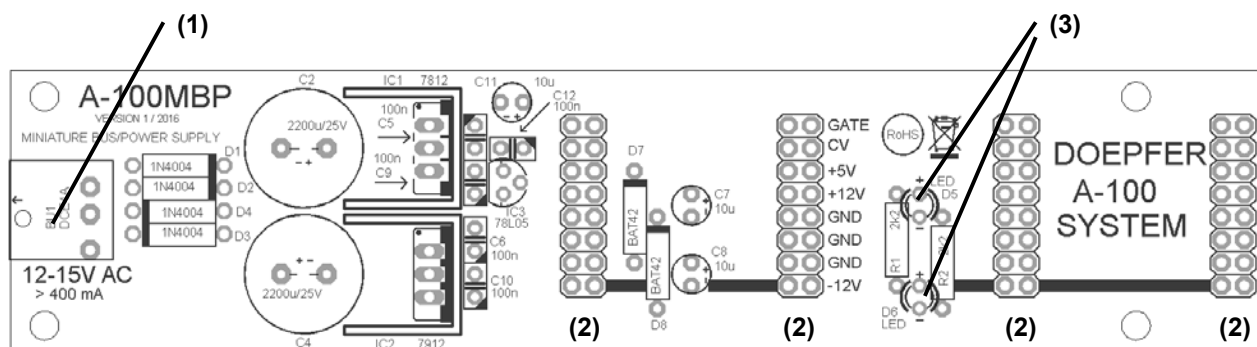 (1)
(3)
A-100MBP
VERSION 1 / 2016
MINIATURE BUS/POWER SUPPLY
BU1
12-15V AC
> 400 mA
D1
1N4004
1N4004
D2
1N4004
D4
1N4004
D3
C2
2200u/25V
- +
+ -
2200u/25V
C4
IC1 7812
100n
C5
100n
C9
C11
10u
- +
C12
100n
IC3
78L05
C6
100n
C10
100n
IC2 7912
D7
BAT42
BAT42
D8
C7
10u
C8
10u
GATE
CV
+5V
+12V
GND
GND
GND
-12V
RoHS
LED
D5
+
-
2k2
R1
R2
+
-
D6
LED
DOEPFER
A-100
SYSTEM
(2)
(2)
(2)
(2)